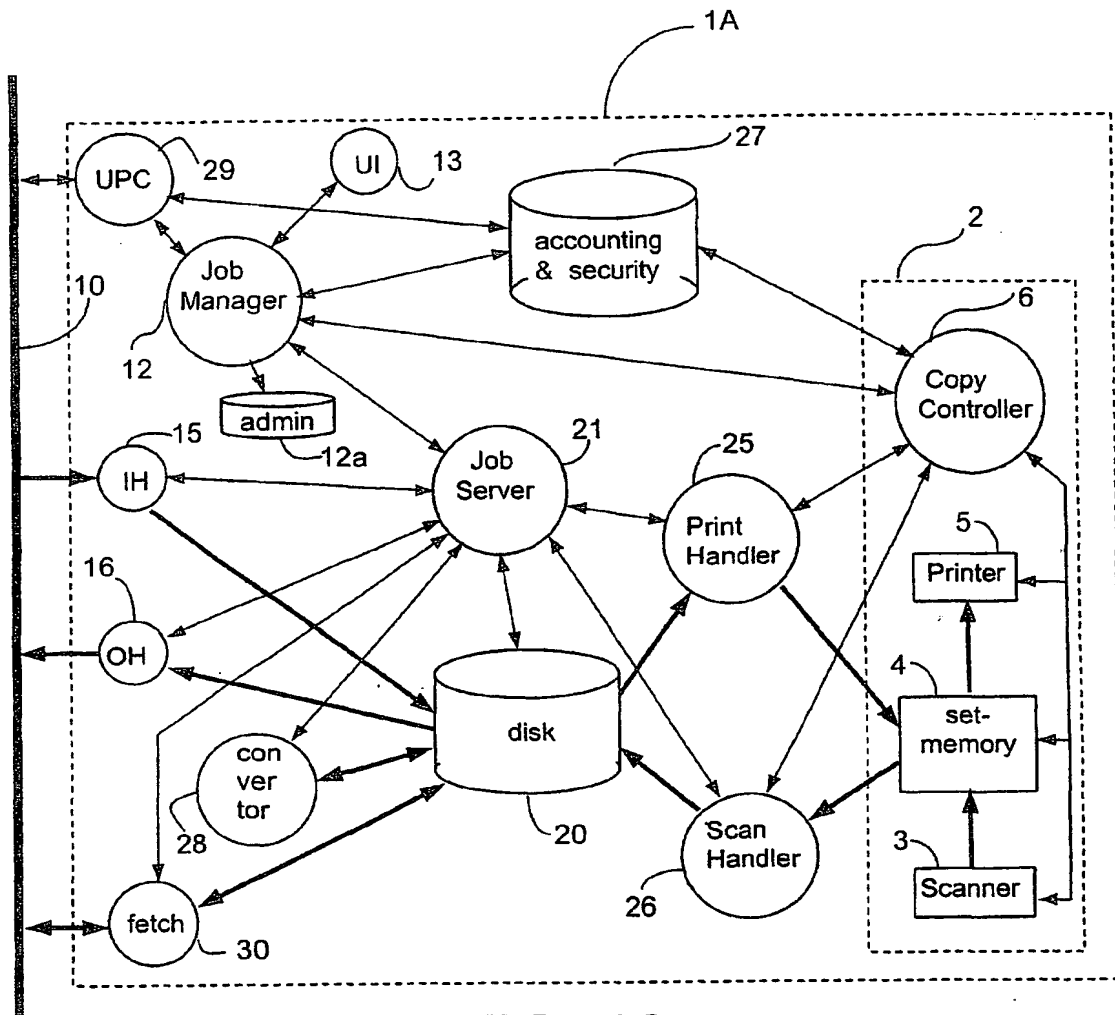 1A
UPC
29
UI
13
27
accounting
& security
2
6
10
Job
Manager
12
Copy
Controller
admin
12a
15
IH
21
Job
Server
25
Print
Handler
5
Printer
16
OH
4
set-
memory
disk
con
ver
tor
28
20
Scan
Handler
26
3
Scanner
fetch
30